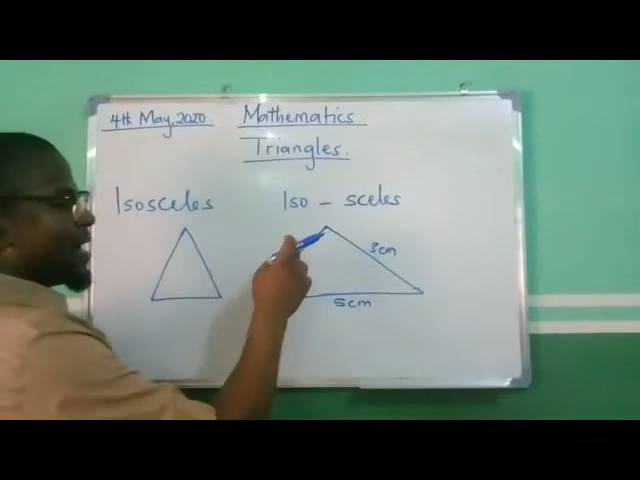 4th May, 2020 Mathematics
Triangles.
Isosceles Iso - sceles
3cm
5cm